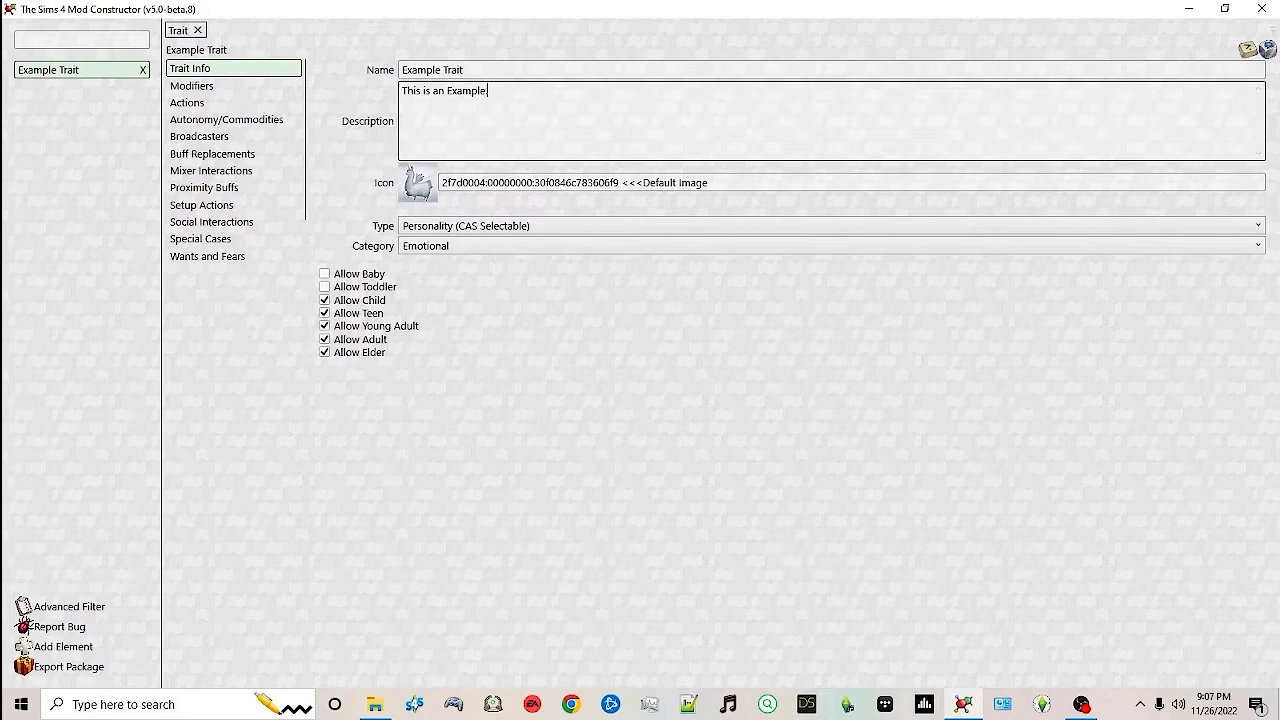 The Sims 4 Mod Constructor (v5.0-beta.8)
Example Trait X
Advanced Filter
Report Bug
Add Element
Export Package
Trait X
Example Trait
Trait Info
Modifiers
Actions
Autonomy/Commodities
Broadcasters
Buff Replacements
Mixer Interactions
Proximity Buffs
Setup Actions
Social Interactions
Special Cases
Wants and Fears
Name Example Trait
Description This is an Example.
Icon 2f7d0004:00000000:30f0846c783606f9 <<<Default Image
Type Personality (CAS Selectable)
Category Emotional
Allow Baby
Allow Toddler
Allow Child
Allow Teen
Allow Young Adult
Allow Adult
Allow Elder
Type here to search
EA
DS
9:07 PM
11/26/2022